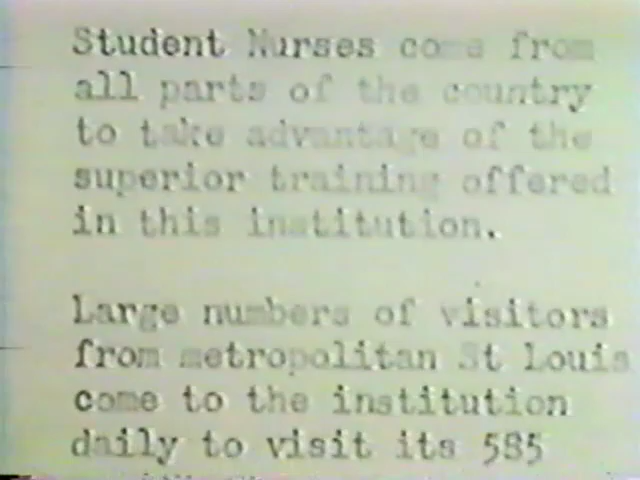 Student Nurses come from
all parts of the country
to take advantage of the
superior training offered
in this institution.
Large numbers of visitors
from metropolitan St Louis
come to the institution
daily to visit its 585